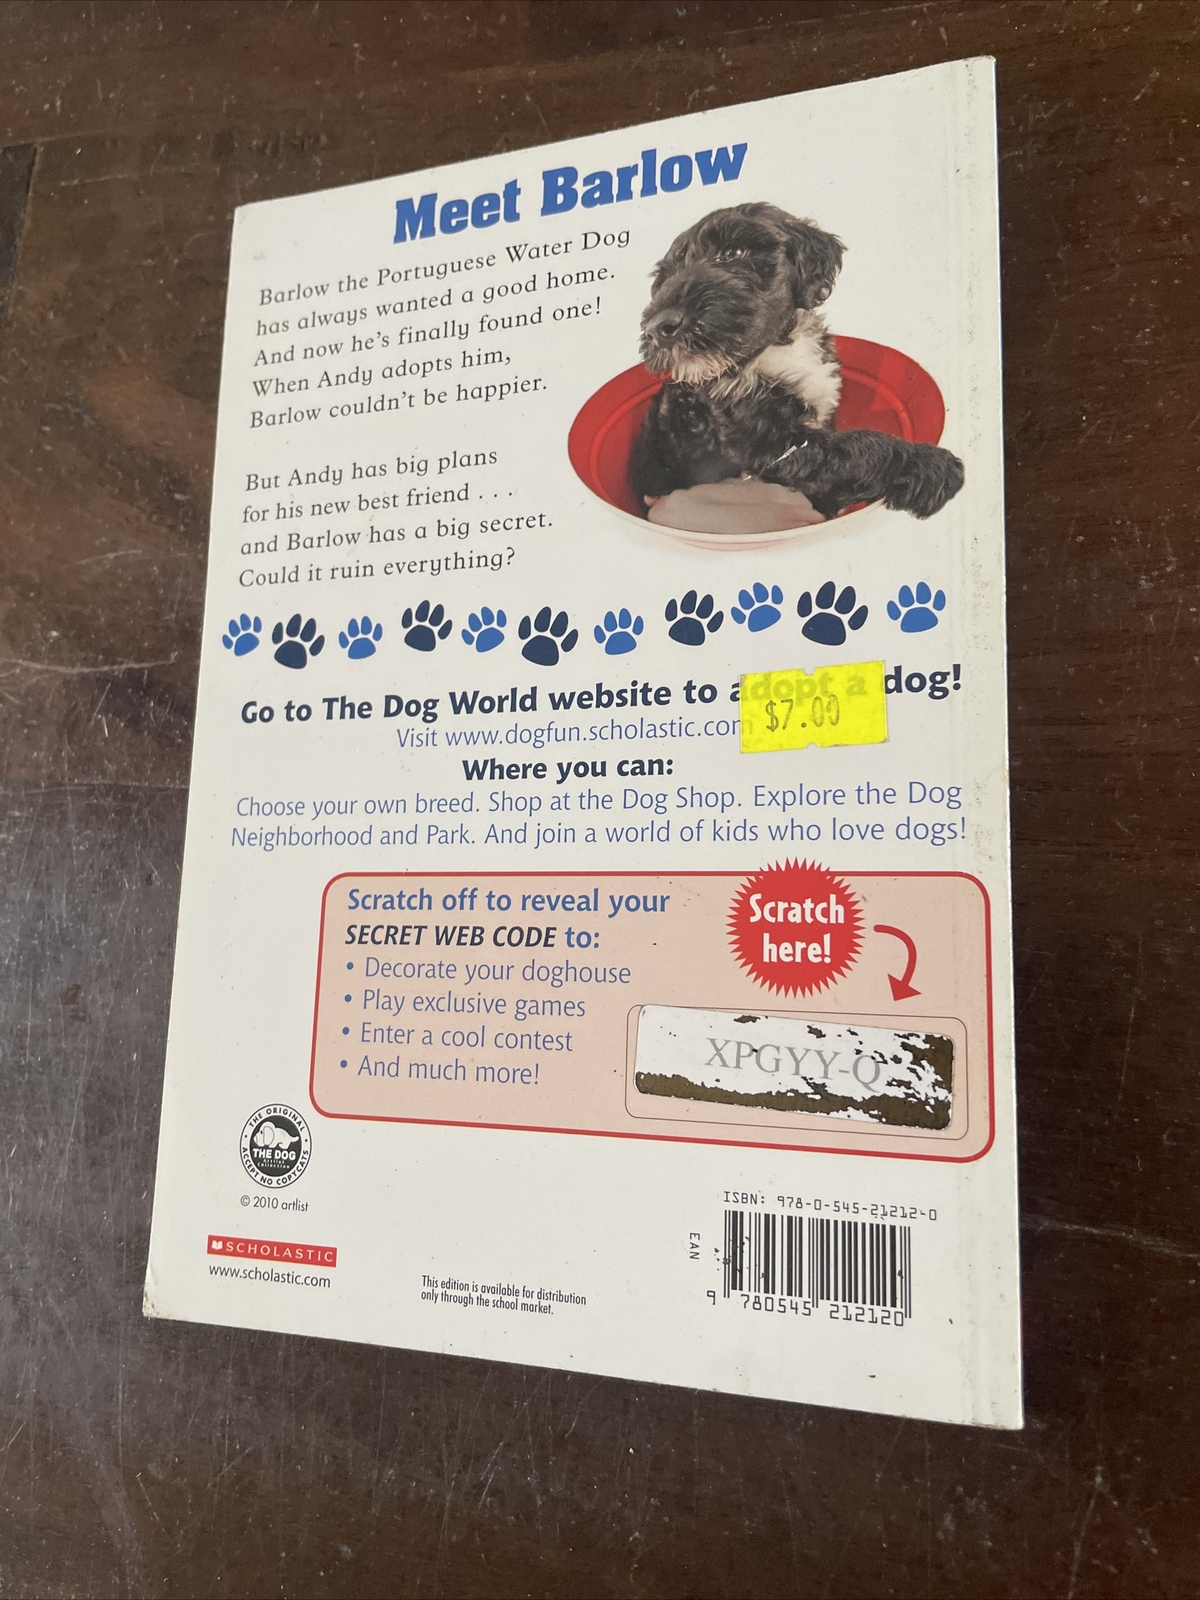 Meet Barlow
Barlow the Portuguese Water Dog
has always wanted a good home.
And now he's finally found one!
When Andy adopts him,
Barlow couldn't be happier.
But Andy has big plans
for his new best friend . . .
and Barlow has a big secret.
Could it ruin everything?
Go to The Dog World website to adopt a dog!
$7.00
Visit www.dogfun.scholastic.com
Where you can:
Choose your own breed. Shop at the Dog Shop. Explore the Dog
Neighborhood and Park. And join a world of kids who love dogs!
Scratch off to reveal your
SECRET WEB CODE to:
• Decorate your doghouse
• Play exclusive games
• Enter a cool contest
• And much more!
Scratch
here!
XPGYY-Q
THE ORIGINAL
THE DOG
Artlist
Collection
ACCEPT NO COPYCATS
© 2010 artlist
SCHOLASTIC
www.scholastic.com
This edition is available for distribution
only through the school market.
ISBN: 978-0-545-21212-0
EAN
9 780545 212120